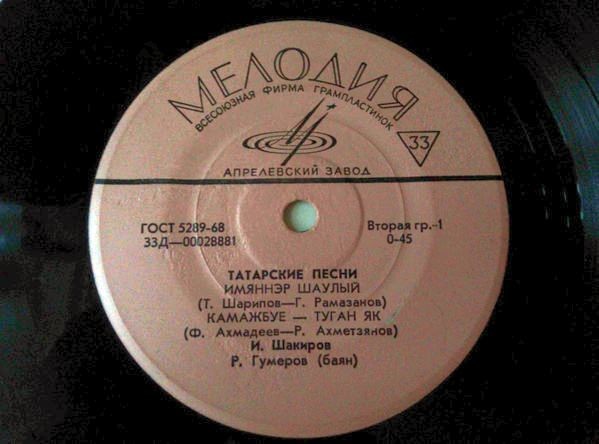 МЕЛОДИЯ
ВСЕСОЮЗНАЯ ФИРМА ГРАМПЛАСТИНОК
33
АПРЕЛЕВСКИЙ ЗАВОД
ГОСТ 5289-68
33Д—00028881
Вторая гр.-1
0-45
ТАТАРСКИЕ ПЕСНИ
ИМЯННЭР ШАУЛЫЙ
(Т. Шарипов—Г. Рамазанов)
КАМАЖБУЕ — ТУГАН ЯК
(Ф. Ахмадеев—Р. Ахметзянов)
И. Шакиров
Р. Гумеров (баян)